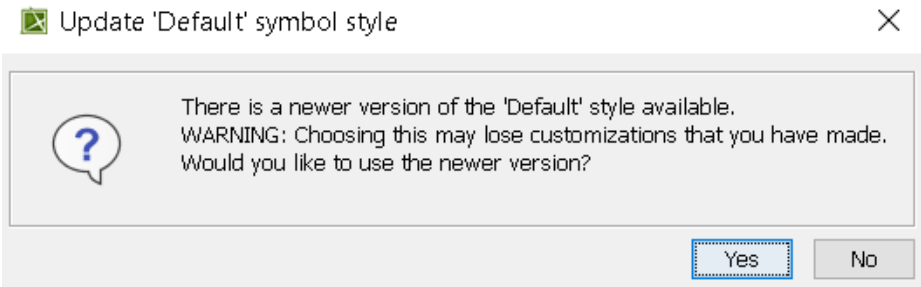 Update 'Default' symbol style
There is a newer version of the 'Default' style available.
WARNING: Choosing this may lose customizations that you have made.
Would you like to use the newer version?
Yes No